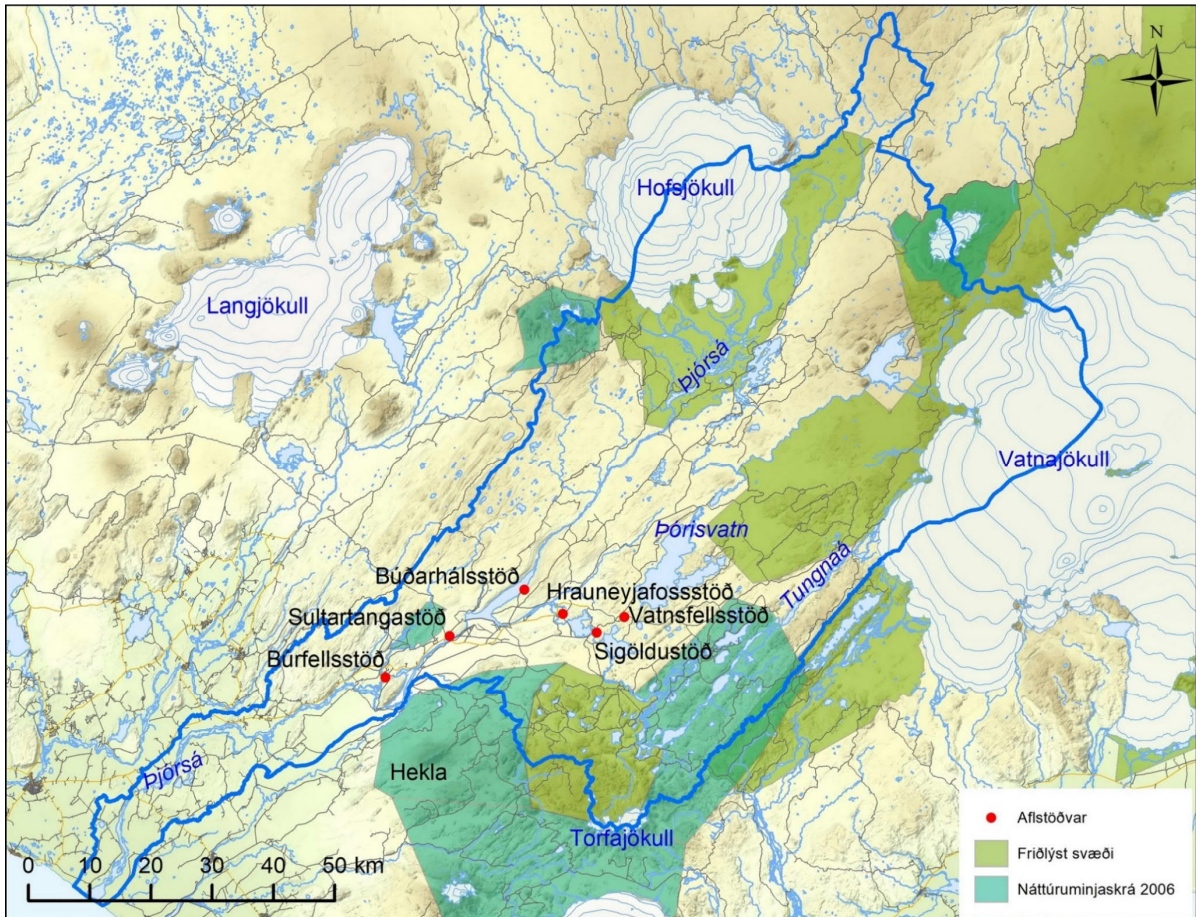 N
Hofsjökull
Langjökull
Þjórsá
Vatnajökull
Þórisvatn
Tungnaá
Búðarhálsstöð
Hrauneyjafossstöð
Sultartangastöð
Vatnsfellsstöð
Sigöldustöð
Búrfellsstöð
Þjórsá
Hekla
Torfajökull
0 10 20 30 40 50 km
Aflstöðvar
Friðlýst svæði
Náttúruminjaskrá 2006